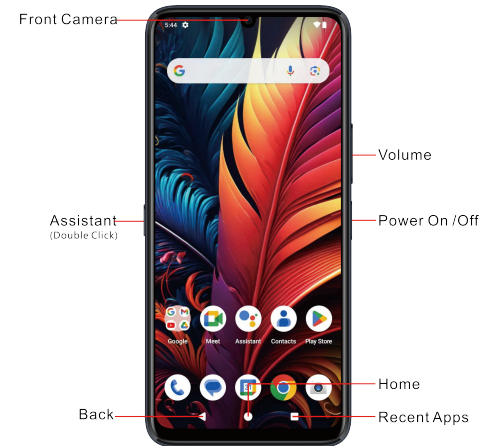 Front Camera
5:44
Volume
Assistant
(Double Click)
Power On /Off
Google
Meet
Assistant
Contacts
Play Store
31
Home
Back
Recent Apps